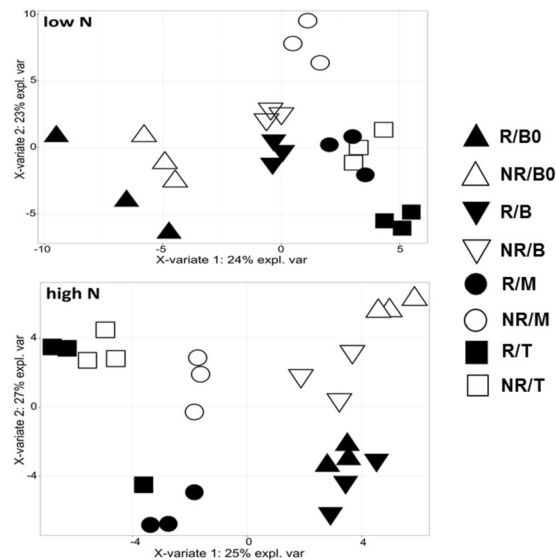 low N
10
5
0
-5
-10
-5
0
5
X-variate 2: 23% expl. var
X-variate 1: 24% expl. var
high N
4
0
-4
-4
0
4
X-variate 2: 27% expl. var
X-variate 1: 25% expl. var
R/B0
NR/B0
R/B
NR/B
R/M
NR/M
R/T
NR/T